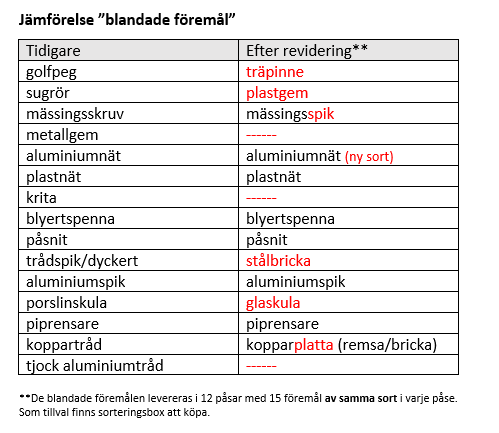 Jämförelse ”blandade föremål”
Tidigare Efter revidering**
golfpeg träpinne
sugrör plastgem
mässingsskruv mässingsspik
metallgem ------
aluminiumnät aluminiumnät (ny sort)
plastnät plastnät
krita ------
blyertspenna blyertspenna
påsnit påsnit
trådspik/dyckert stålbricka
aluminiumspik aluminiumspik
porslinskula glaskula
piprensare piprensare
koppartråd kopparplatta (remsa/bricka)
tjock aluminiumtråd ------
**De blandade föremålen levereras i 12 påsar med 15 föremål av samma sort i varje påse.
Som tillval finns sorteringsbox att köpa.